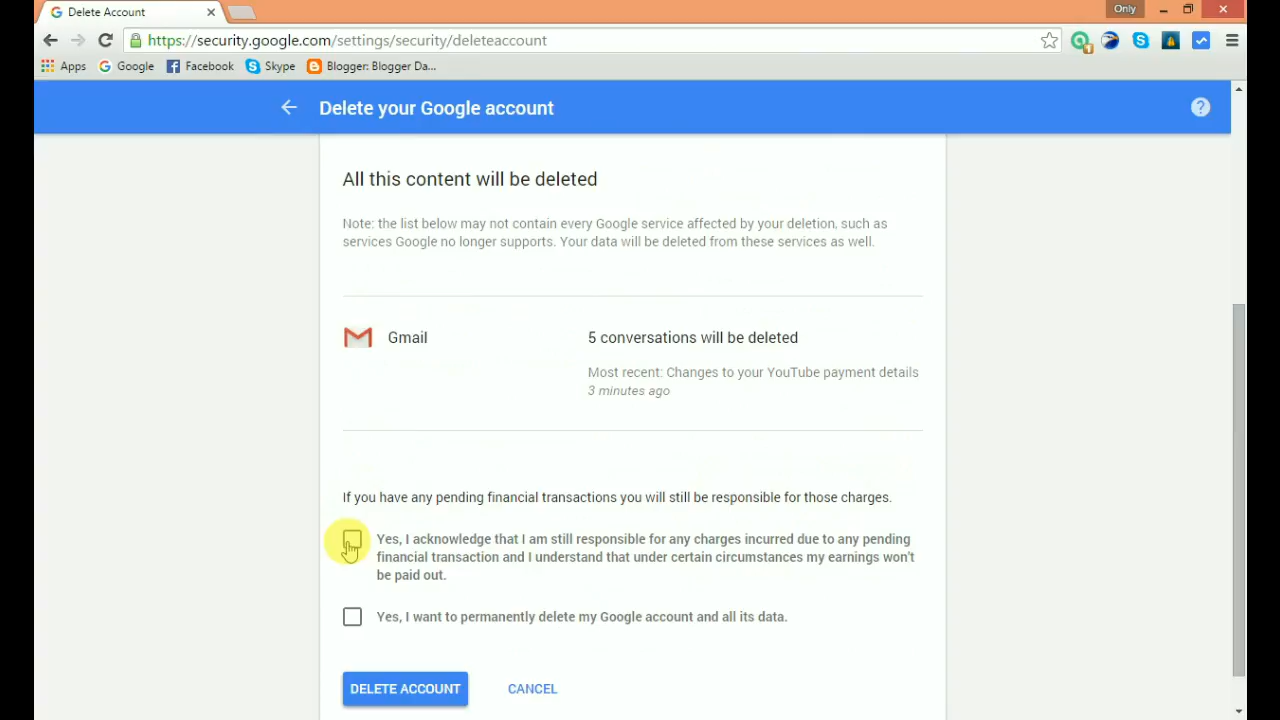 Delete Account
Only
https://security.google.com/settings/security/deleteaccount
Apps Google Facebook Skype Blogger: Blogger Da...
Delete your Google account
All this content will be deleted
Note: the list below may not contain every Google service affected by your deletion, such as
services Google no longer supports. Your data will be deleted from these services as well.
Gmail
5 conversations will be deleted
Most recent: Changes to your YouTube payment details
3 minutes ago
If you have any pending financial transactions you will still be responsible for those charges.
Yes, I acknowledge that I am still responsible for any charges incurred due to any pending
financial transaction and I understand that under certain circumstances my earnings won't
be paid out.
Yes, I want to permanently delete my Google account and all its data.
DELETE ACCOUNT CANCEL